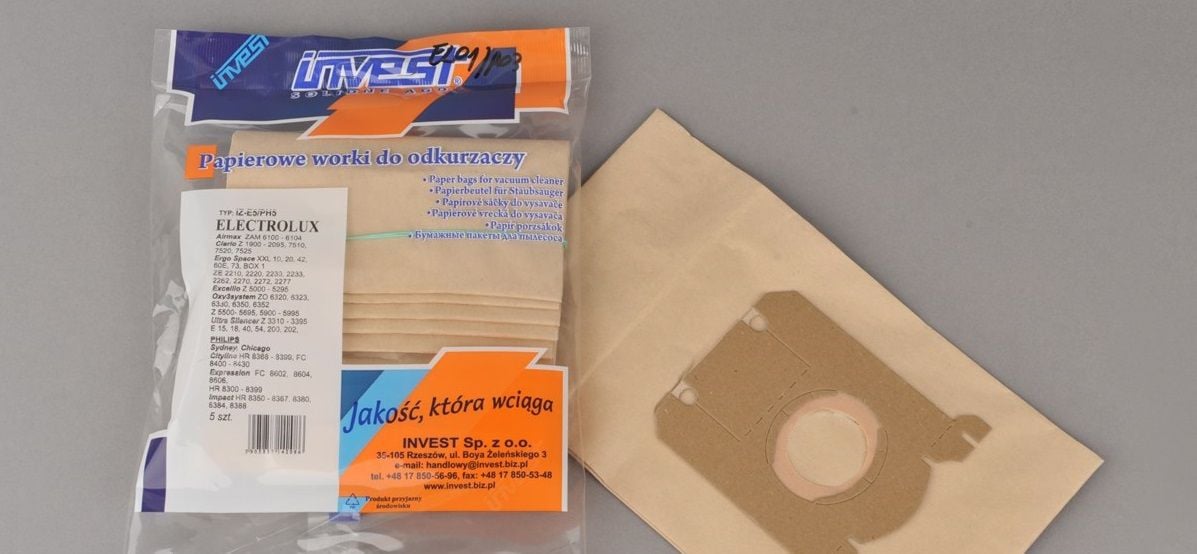 invest
invest®
EL01/
Papierowe worki do odkurzaczy
• Paper bags for vacuum cleaner
• Papierbeutel für Staubsauger
• Papírové sáčky do vysavače
• Papierové vrecká do vysávača
• Papír porzsákok
• Бумажные пакеты для пылесоса
TYP: IZ-E5/PH5
ELECTROLUX
Airmax ZAM 6100 - 6104
Clario Z 1900 - 2095, 7510,
7520, 7525
Ergo Space XXL 10, 20, 42,
60E, 73, BOX 1
ZE 2210, 2220, 2230, 2233,
2262, 2270, 2272, 2277
Excellio Z 5000 - 5295
Oxy3system ZO 6320, 6323,
6330, 6350, 6352
Z 5500- 5695, 5900 - 5995
Ultra Silencer Z 3310 - 3395
E 15, 18, 40, 54, 200, 202,
PHILIPS
Sydney, Chicago
Cityline HR 8368 - 8399, FC
8400 - 8430
Expression FC 8602, 8604,
8606,
HR 8300 - 8399
Impact HR 8350 - 8367, 8380,
8384, 8388
5 szt.
Jakość, która wciąga
INVEST Sp. z o.o.
35-105 Rzeszów, ul. Boya Żeleńskiego 3
e-mail: handlowy@invest.biz.pl
tel. +48 17 850-56-96, fax: +48 17 850-53-48
www.invest.biz.pl
Produkt przyjazny
środowisku